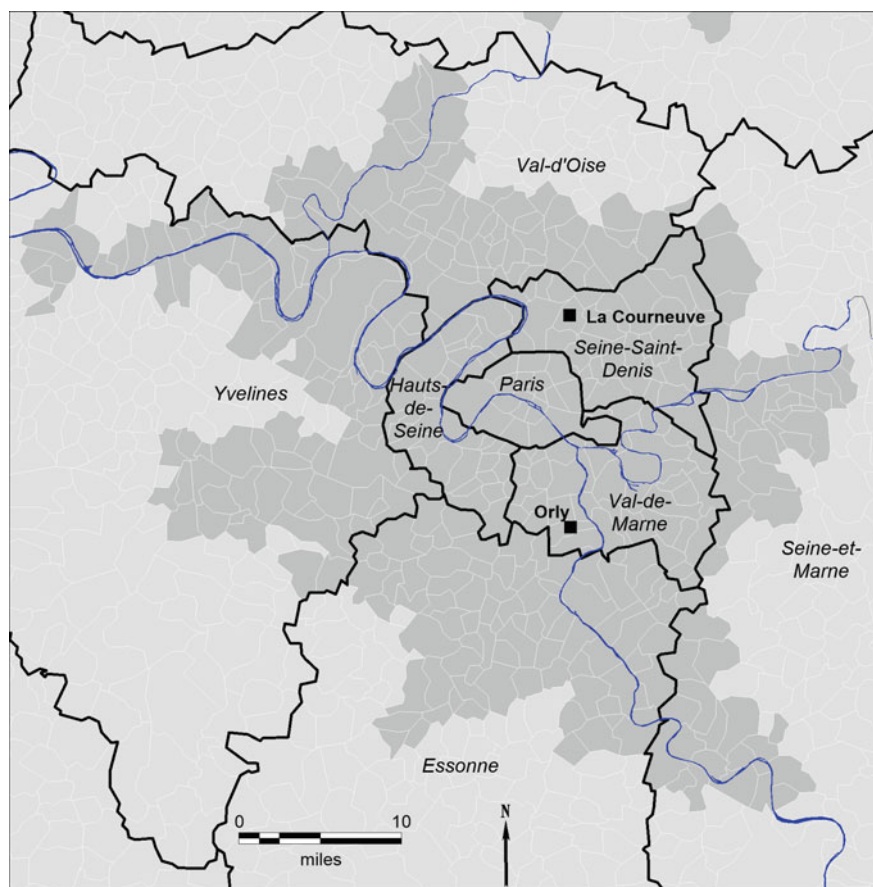 Val-d'Oise
La Courneuve
Seine-Saint-
Denis
Paris
Hauts-
de-
Seine
Yvelines
Val-de-
Marne
Orly
Seine-et-
Marne
Essonne
0 10
miles
N